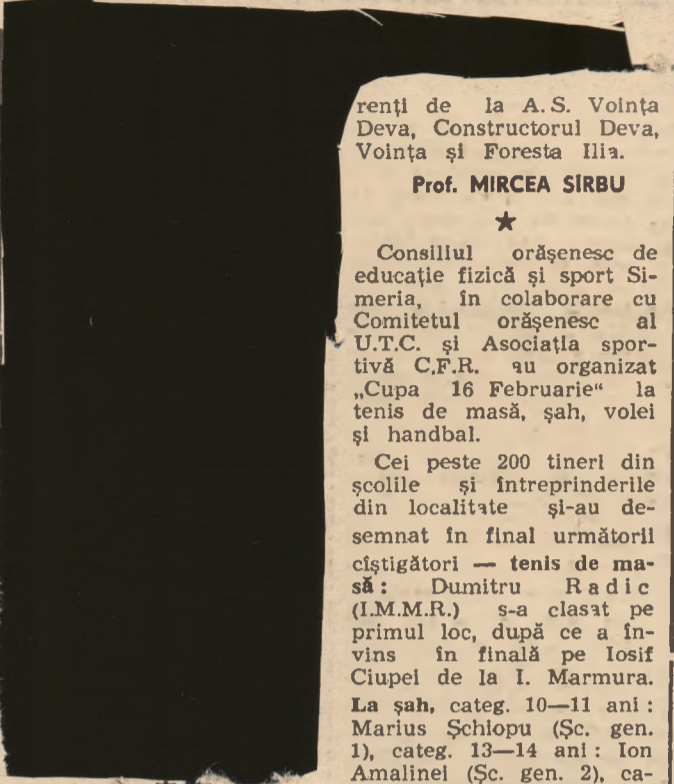 renți de la A.S. Voința
Deva, Constructorul Deva,
Voința și Foresta Ilia.
Prof. MIRCEA SÎRBU
★
Consiliul orășenesc de
educație fizică și sport Si-
meria, în colaborare cu
Comitetul orășenesc al
U.T.C. și Asociația spor-
tivă C.F.R. au organizat
„Cupa 16 Februarie“ la
tenis de masă, șah, volei
și handbal.
Cei peste 200 tineri din
școlile și întreprinderile
din localitate și-au de-
semnat în final următorii
cîștigători — tenis de ma-
să : Dumitru Radic
(I.M.M.R.) s-a clasat pe
primul loc, după ce a în-
vins în finală pe Iosif
Ciupei de la I. Marmura.
La șah, categ. 10—11 ani :
Marius Șchiopu (Șc. gen.
1), categ. 13—14 ani : Ion
Amalinei (Șc. gen. 2), ca-